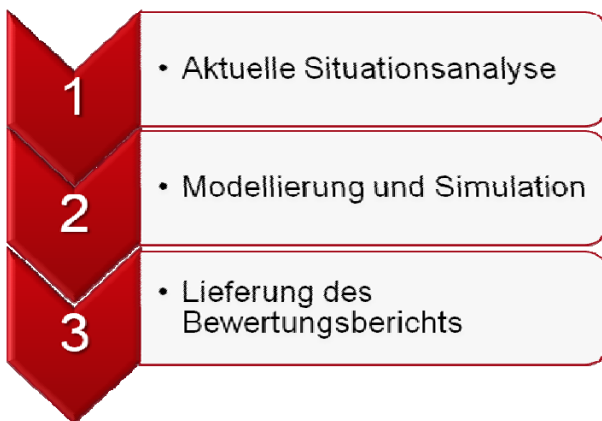 1
• Aktuelle Situationsanalyse
2
• Modellierung und Simulation
3
• Lieferung des
Bewertungsberichts